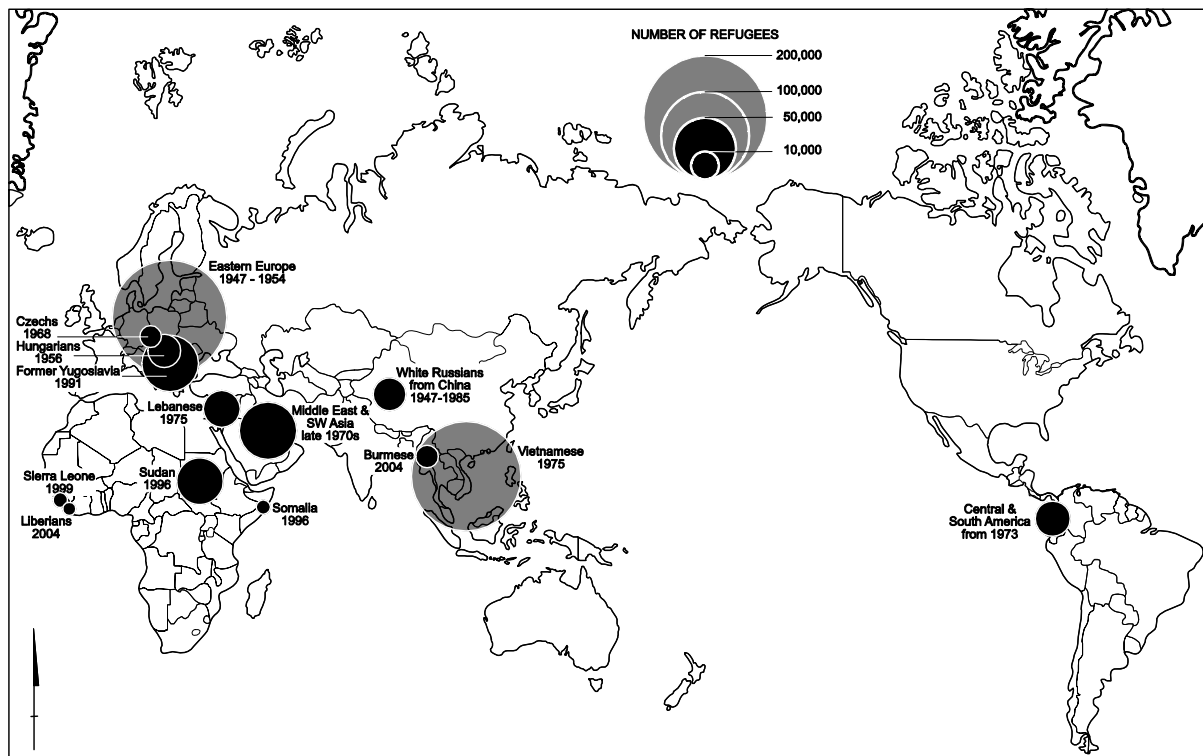 NUMBER OF REFUGEES
200,000
100,000
50,000
10,000
Eastern Europe
1947 - 1954
Czechs
1968
Hungarians
1956
Former Yugoslavia
1991
White Russians
from China
1947-1985
Lebanese
1975
Middle East &
SW Asia
late 1970s
Burmese
2004
Vietnamese
1975
Sierra Leone
1999
Sudan
1996
Liberians
2004
Somalia
1996
Central &
South America
from 1973